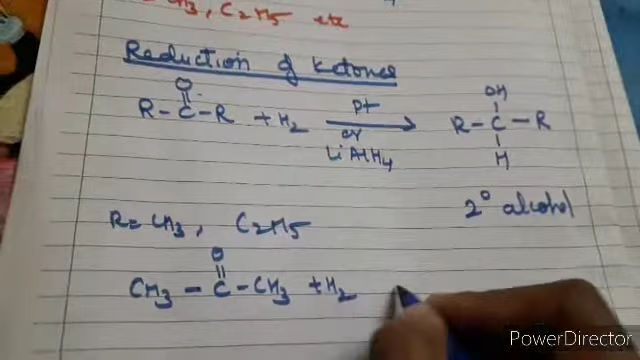 CH3, C2H5 etc
Reduction of Ketones
O
||
R-C-R + H2 Pt or LiAlH4 → OH
R-C-R
H
2° alcohol
R= CH3, C2H5
O
||
CH3-C-CH3 + H2
PowerDirector